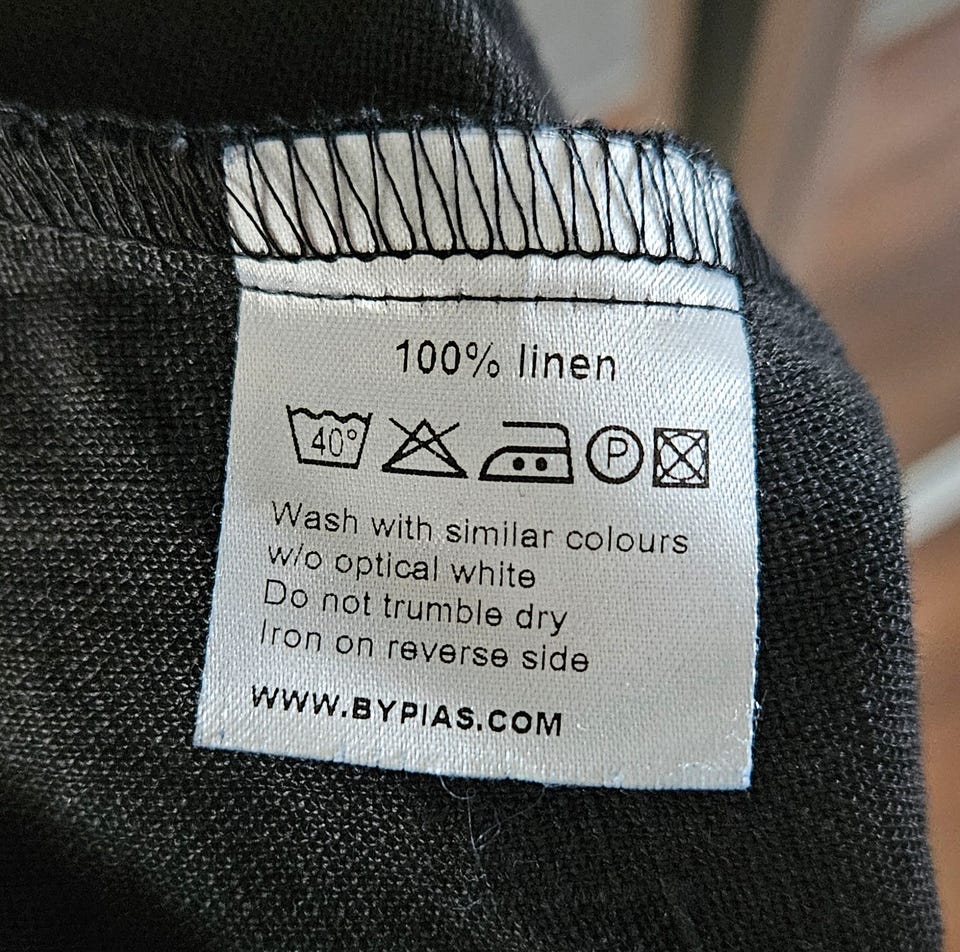 100% linen
40° P
Wash with similar colours
w/o optical white
Do not trumble dry
Iron on reverse side
WWW.BYPIAS.COM